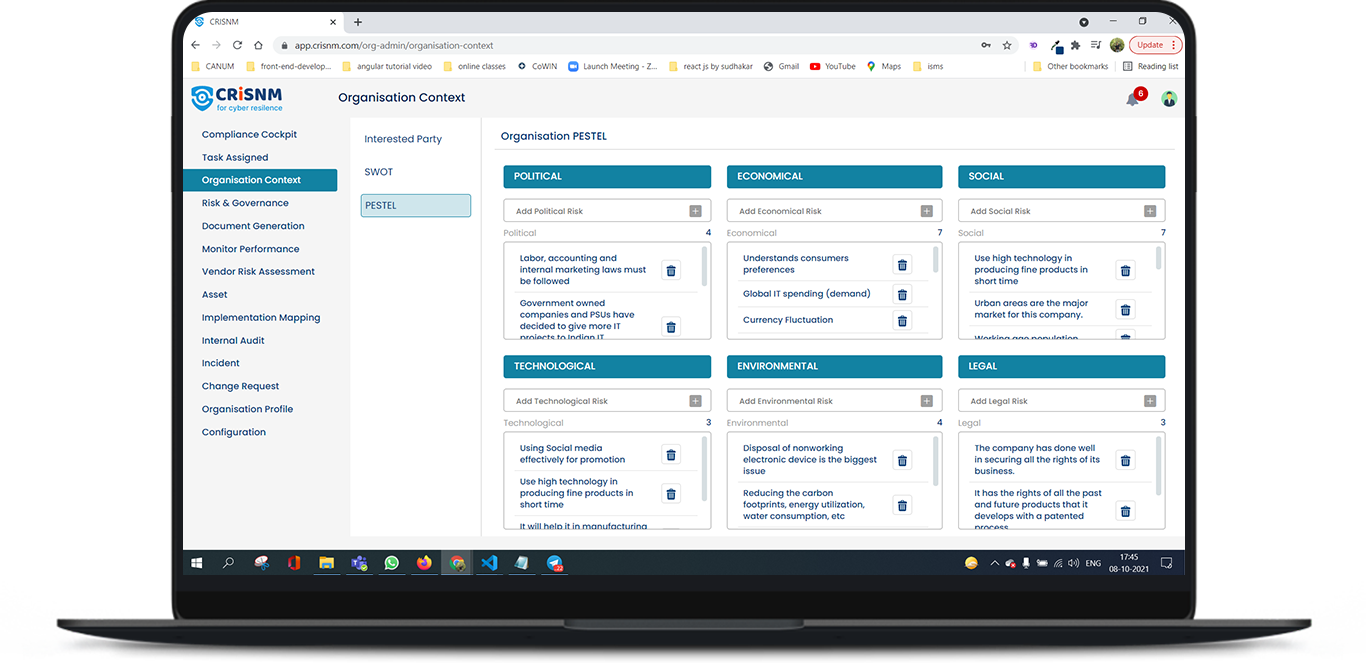 CRISNM
app.crisnm.com/org-admin/organisation-context
Update
CANUM
front-end-develop...
angular tutorial video
online classes
CoWIN
Launch Meeting - Z...
react js by sudhakar
Gmail
YouTube
Maps
isms
Other bookmarks
Reading list
CRiSNM
for cyber resilence
Organisation Context
6
Compliance Cockpit
Task Assigned
Organisation Context
Risk & Governance
Document Generation
Monitor Performance
Vendor Risk Assessment
Asset
Implementation Mapping
Internal Audit
Incident
Change Request
Organisation Profile
Configuration
Interested Party
SWOT
PESTEL
Organisation PESTEL
POLITICAL
Add Political Risk
Political 4
Labor, accounting and
internal marketing laws must
be followed
Government owned
companies and PSUs have
decided to give more IT
projects to Indian IT
ECONOMICAL
Add Economical Risk
Economical 7
Understands consumers
preferences
Global IT spending (demand)
Currency Fluctuation
SOCIAL
Add Social Risk
Social 7
Use high technology in
producing fine products in
short time
Urban areas are the major
market for this company.
Working age population
TECHNOLOGICAL
Add Technological Risk
Technological 3
Using Social media
effectively for promotion
Use high technology in
producing fine products in
short time
It will help it in manufacturing
ENVIRONMENTAL
Add Environmental Risk
Environmental 4
Disposal of nonworking
electronic device is the biggest
issue
Reducing the carbon
footprints, energy utilization,
water consumption, etc
LEGAL
Add Legal Risk
Legal 3
The company has done well
in securing all the rights of its
business.
It has the rights of all the past
and future products that it
develops with a patented
process
ENG
17:45
08-10-2021